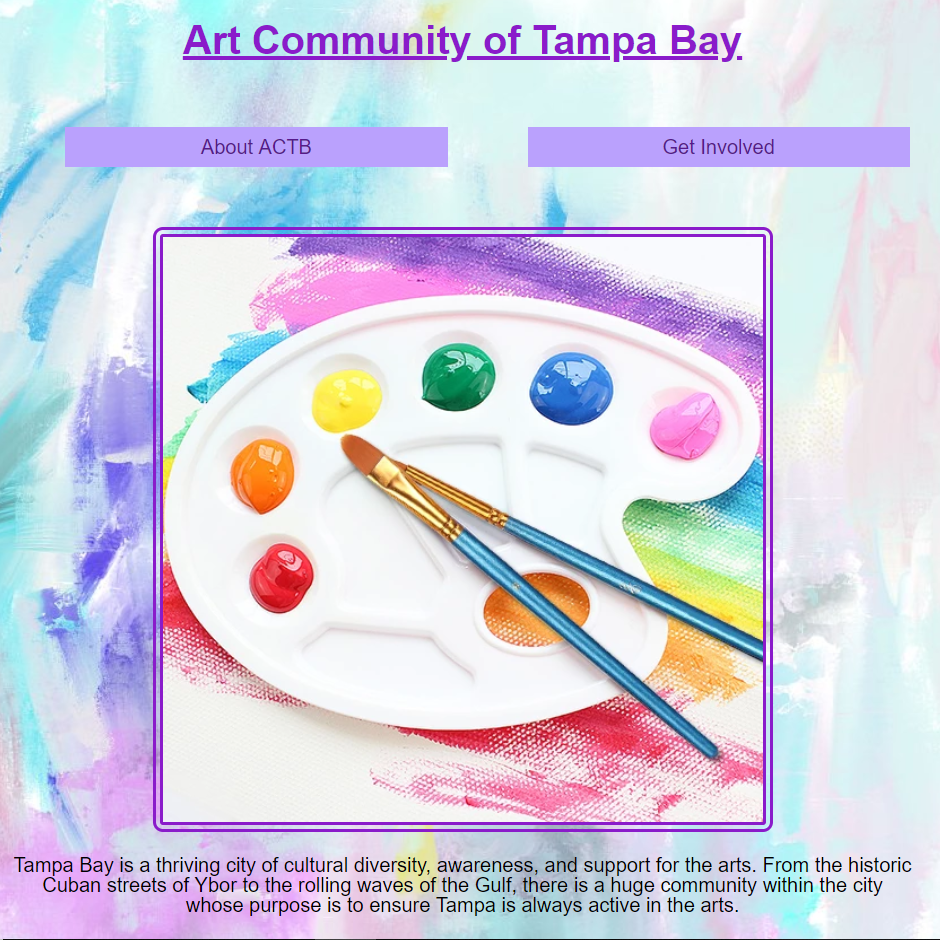 Art Community of Tampa Bay
About ACTB
Get Involved
Tampa Bay is a thriving city of cultural diversity, awareness, and support for the arts. From the historic
Cuban streets of Ybor to the rolling waves of the Gulf, there is a huge community within the city
whose purpose is to ensure Tampa is always active in the arts.